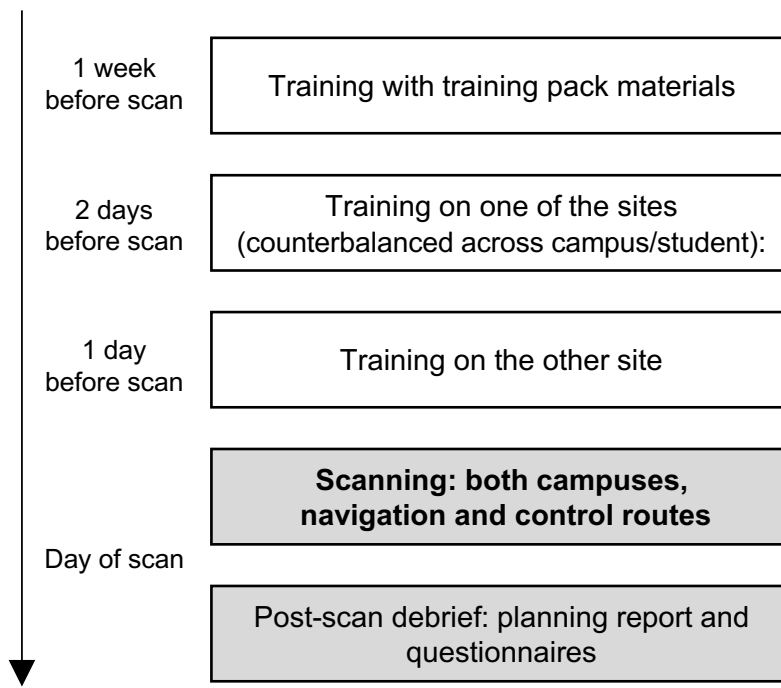 1 week
before scan
Training with training pack materials
2 days
before scan
Training on one of the sites
(counterbalanced across campus/student):
1 day
before scan
Training on the other site
Scanning: both campuses,
navigation and control routes
Day of scan
Post-scan debrief: planning report and
questionnaires